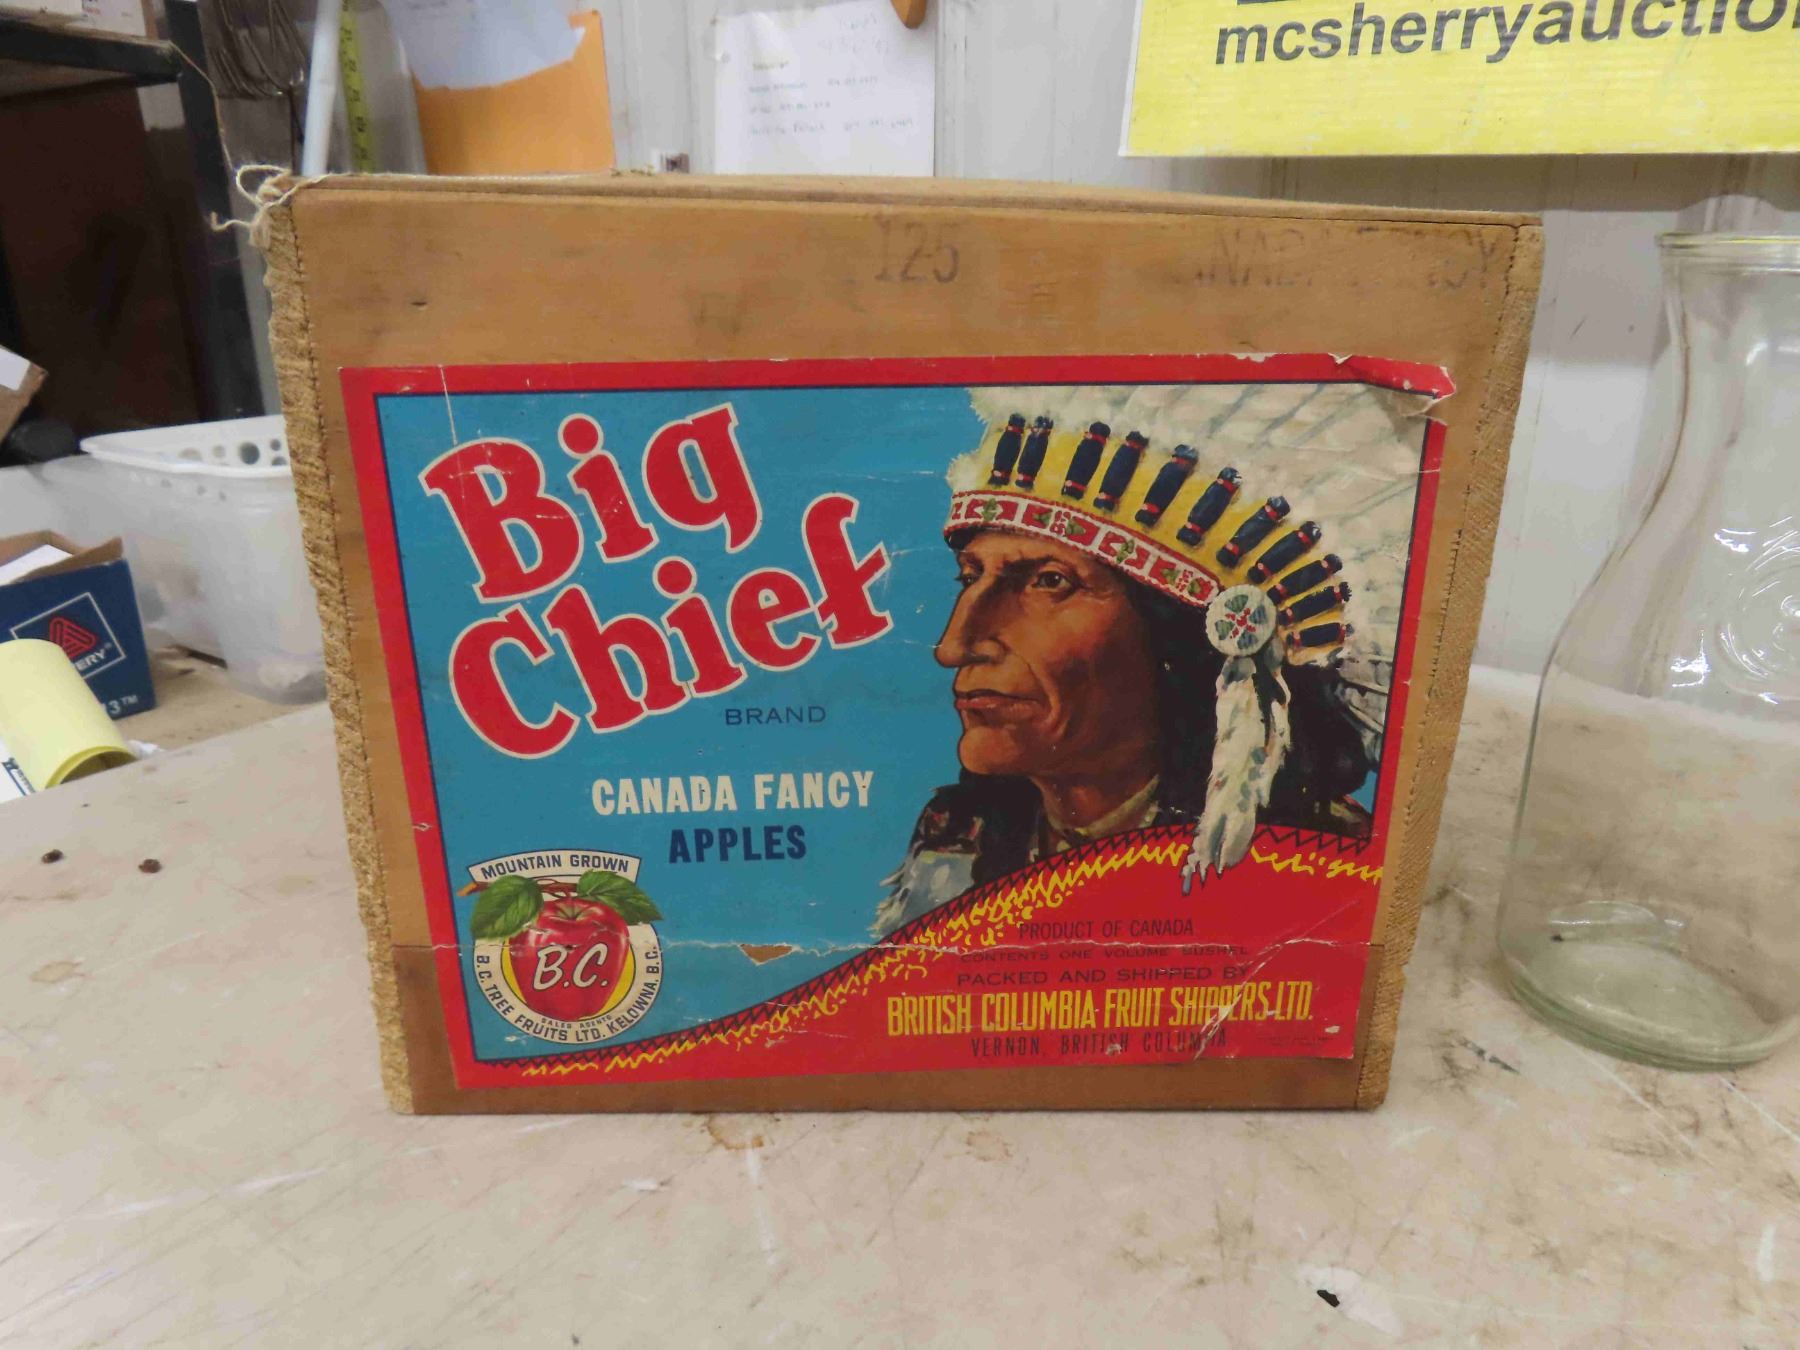 mcsherryauctio
125
Big
Chief
BRAND
CANADA FANCY
APPLES
MOUNTAIN GROWN
B.C.
B.C. TREE FRUITS LTD. KELOWNA, B.C.
SALES AGENTS
PRODUCT OF CANADA
CONTENTS ONE VOLUME BUSHEL
PACKED AND SHIPPED BY
BRITISH COLUMBIA FRUIT SHIPPERS, LTD.
VERNON, BRITISH COLUMBIA